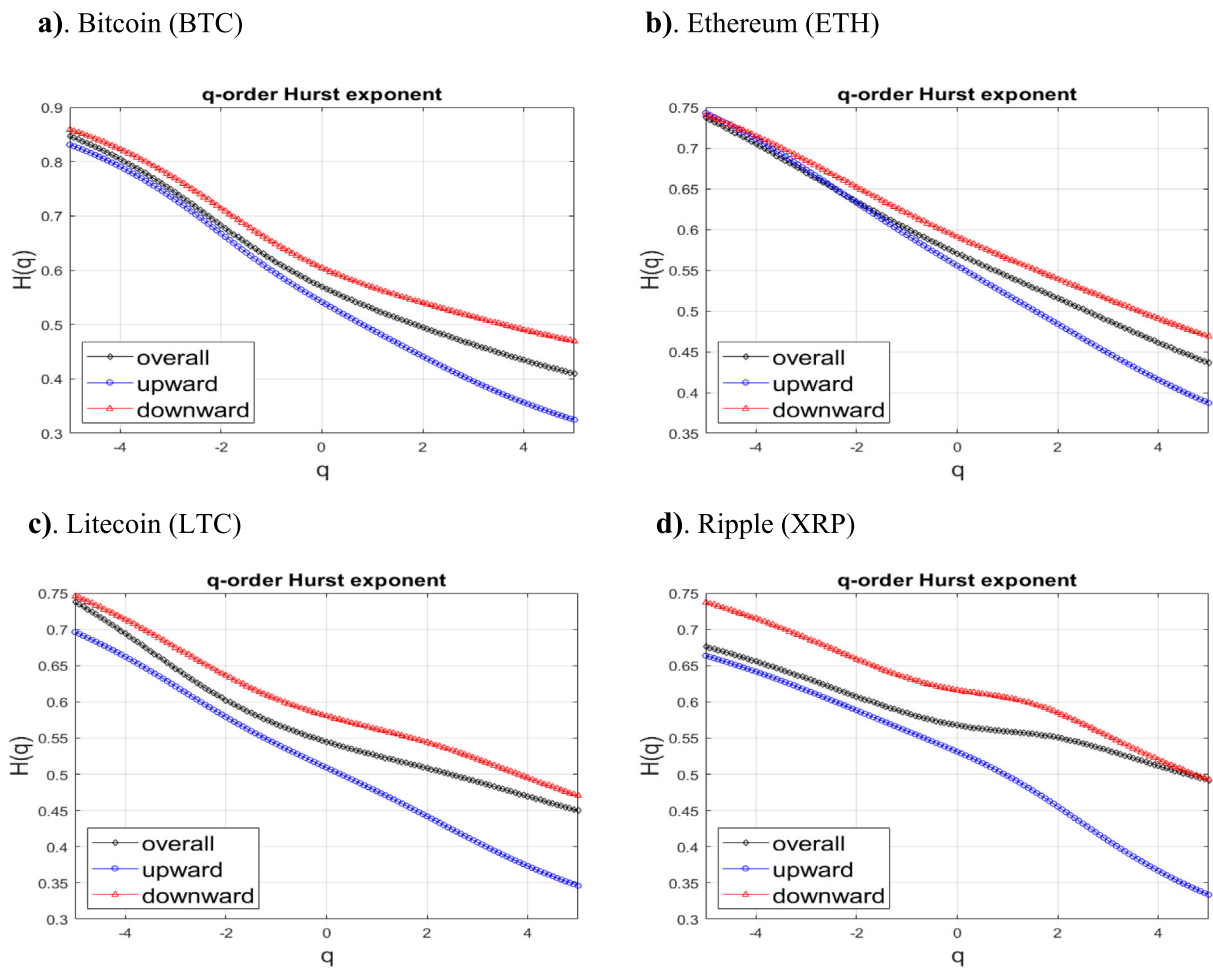 a). Bitcoin (BTC)
b). Ethereum (ETH)
q-order Hurst exponent
0.9
0.8
0.7
0.6
0.5
0.4
0.3
H(q)
overall
upward
downward
-4
-2
0
2
4
q
q-order Hurst exponent
0.75
0.7
0.65
0.6
0.55
0.5
0.45
0.4
0.35
H(q)
overall
upward
downward
-4
-2
0
2
4
q
c). Litecoin (LTC)
d). Ripple (XRP)
q-order Hurst exponent
0.75
0.7
0.65
0.6
0.55
0.5
0.45
0.4
0.35
0.3
H(q)
overall
upward
downward
-4
-2
0
2
4
q
q-order Hurst exponent
0.75
0.7
0.65
0.6
0.55
0.5
0.45
0.4
0.35
0.3
H(q)
overall
upward
downward
-4
-2
0
2
4
q